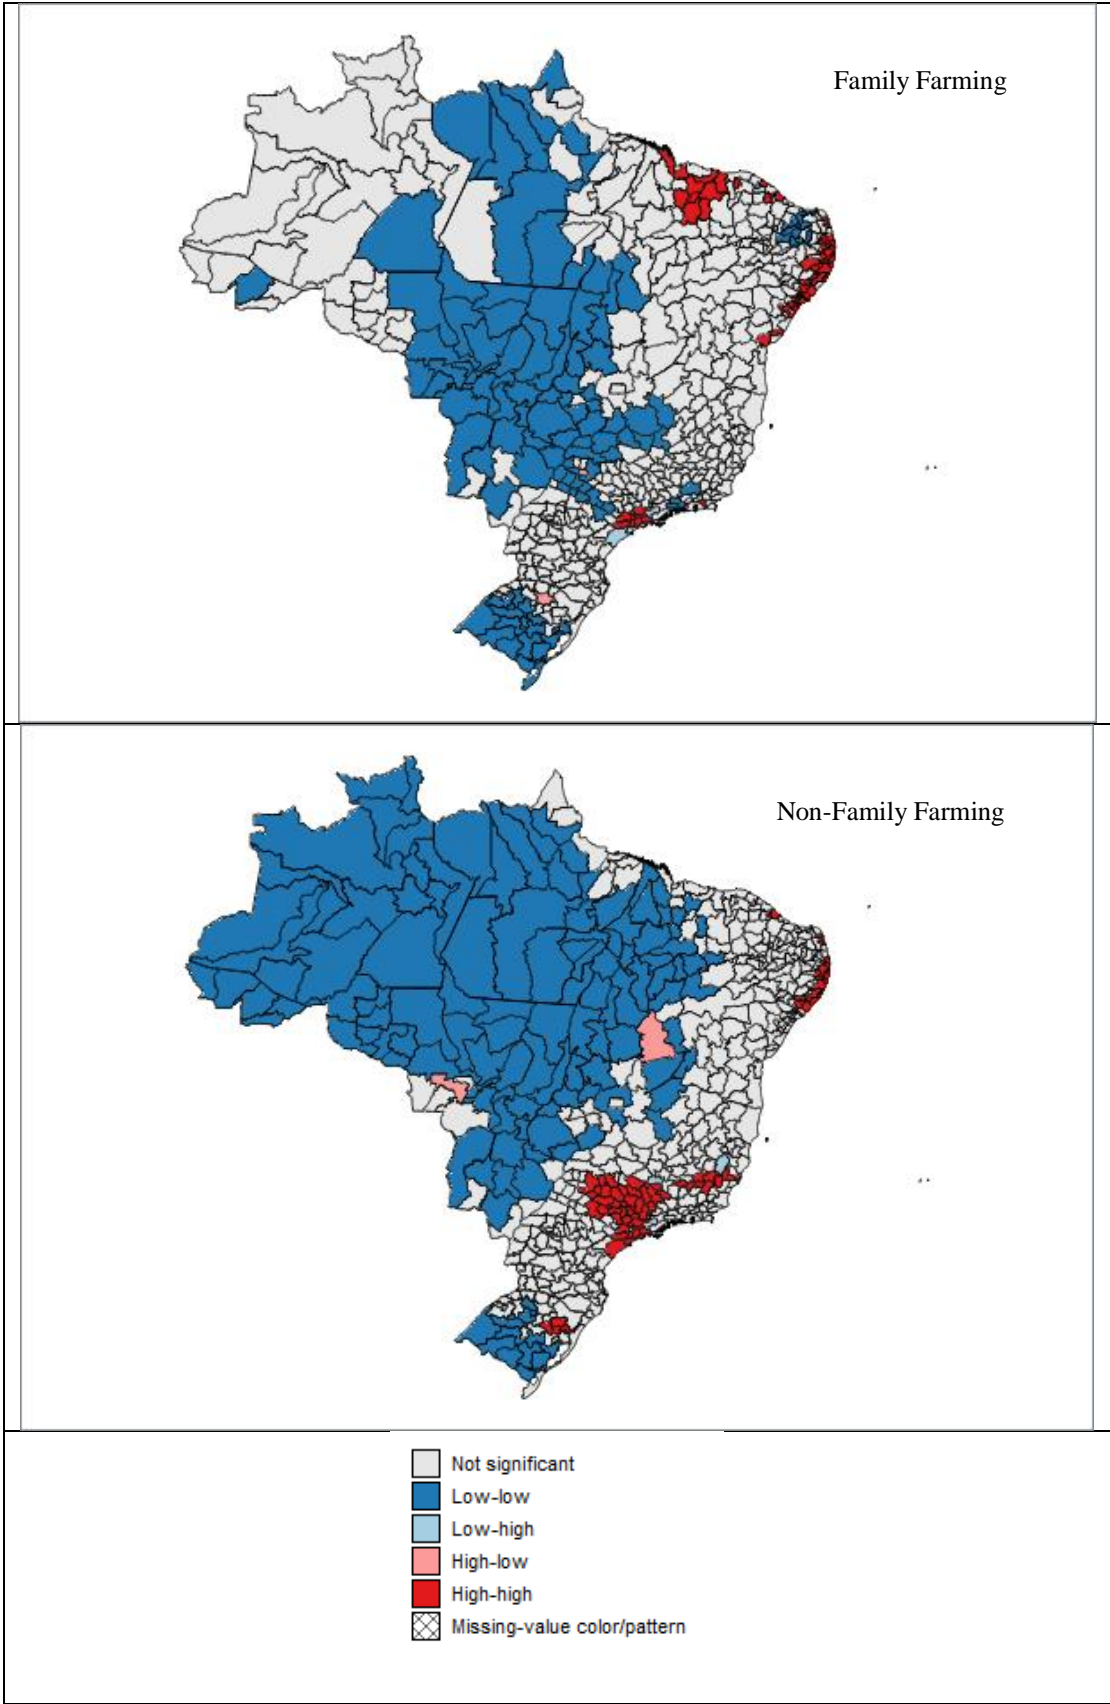 Family Farming
Non-Family Farming
Not significant
Low-low
Low-high
High-low
High-high
Missing-value color/pattern